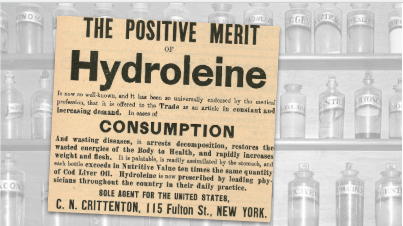 THE POSITIVE MERIT
OF
Hydroleine
Is now so well-known, and it has been so universally endorsed by the medical
profession, that it is offered to the Trade as an article in constant and
increasing demand. In cases of
CONSUMPTION
And wasting diseases, it arrests decomposition, restores the
wasted energies of the Body to Health, and rapidly increases
weight and flesh. It is palatable, is readily assimilated by the stomach, and
each bottle exceeds in Nutritive Value ten times the same quantity
of Cod Liver Oil. Hydroleine is now prescribed by leading phy-
sicians throughout the country in their daily practice.
SOLE AGENT FOR THE UNITED STATES,
C. N. CRITTENTON, 115 Fulton St., NEW YORK.